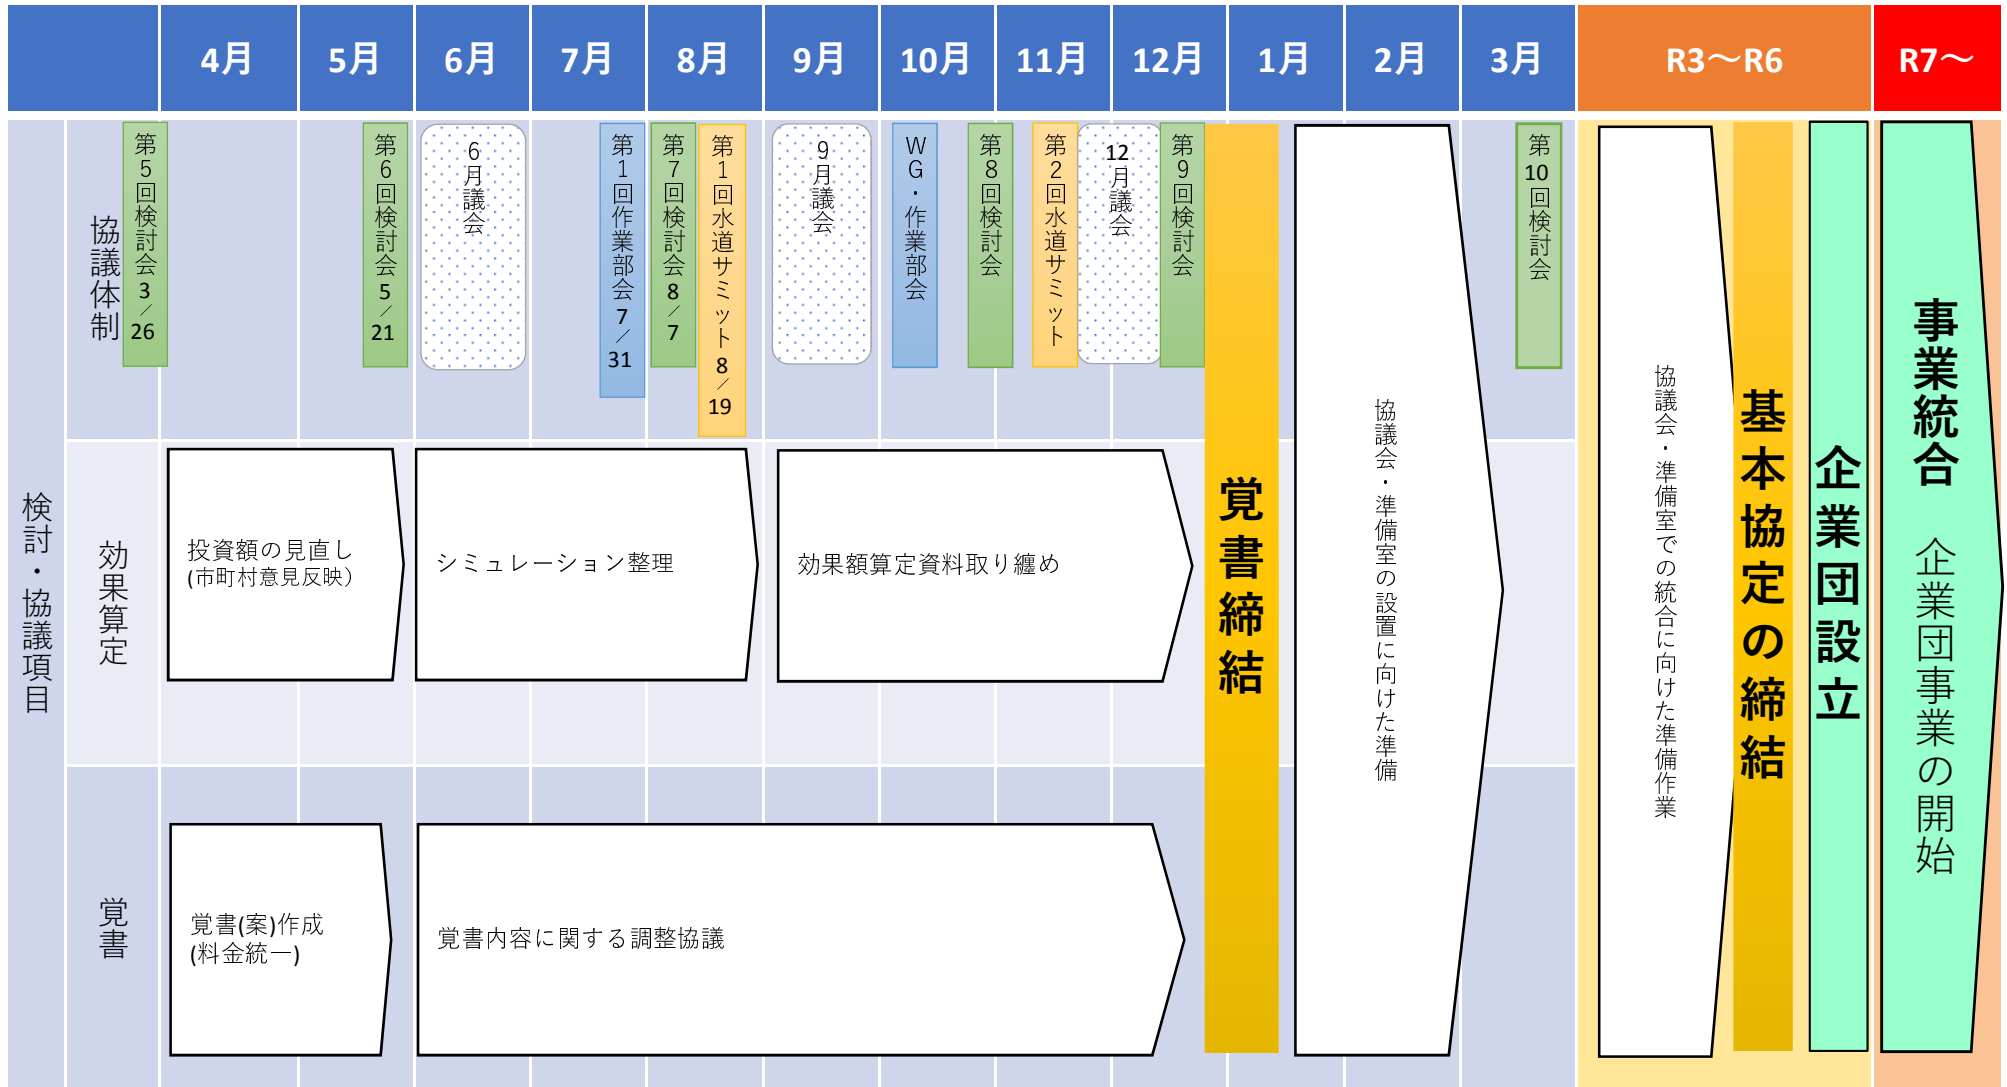 4月
5月
6月
7月
8月
9月
10月
11月
12月
1月
2月
3月
R3～R6
R7～
検討・協議項目
協議体制
第５回検討会３／26
第６回検討会５／21
６月議会
第１回作業部会７／31
第７回検討会８／７
第１回水道サミット８／19
９月議会
ＷＧ・作業部会
第８回検討会
第２回水道サミット
12月議会
第９回検討会
第10回検討会
効果算定
投資額の見直し
(市町村意見反映）
シミュレーション整理
効果額算定資料取り纏め
覚書
覚書(案)作成
(料金統一)
覚書内容に関する調整協議
覚書締結
協議会・準備室の設置に向けた準備
協議会・準備室での統合に向けた準備作業
基本協定の締結
企業団設立
事業統合　企業団事業の開始